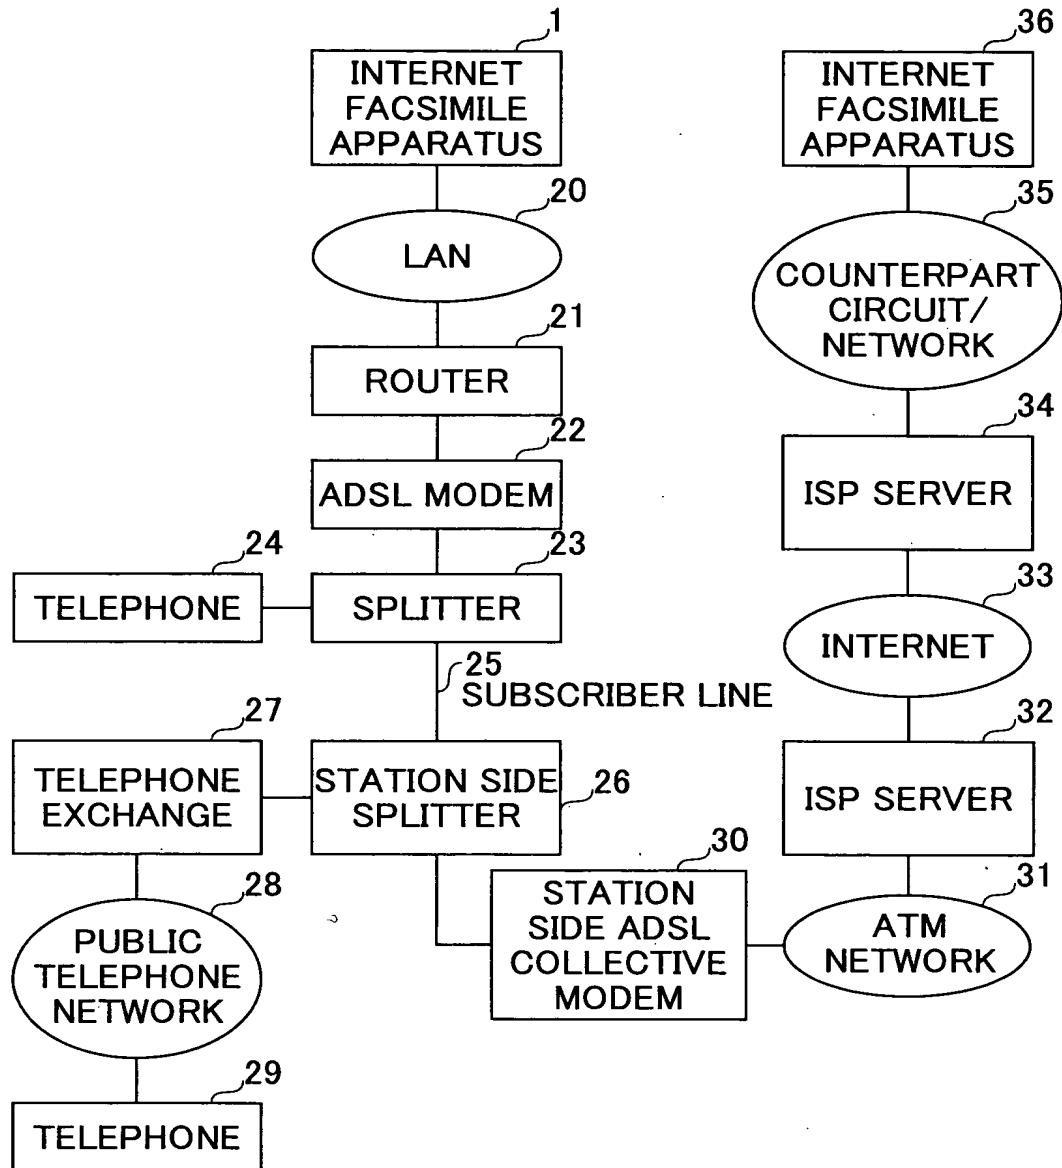 1
INTERNET
FACSIMILE
APPARATUS
20
LAN
21
ROUTER
22
ADSL MODEM
23
SPLITTER
24
TELEPHONE
25
SUBSCRIBER LINE
26
STATION SIDE
SPLITTER
27
TELEPHONE
EXCHANGE
28
PUBLIC
TELEPHONE
NETWORK
29
TELEPHONE
30
STATION
SIDE ADSL
COLLECTIVE
MODEM
31
ATM
NETWORK
32
ISP SERVER
33
INTERNET
34
ISP SERVER
35
COUNTERPART
CIRCUIT/
NETWORK
36
INTERNET
FACSIMILE
APPARATUS